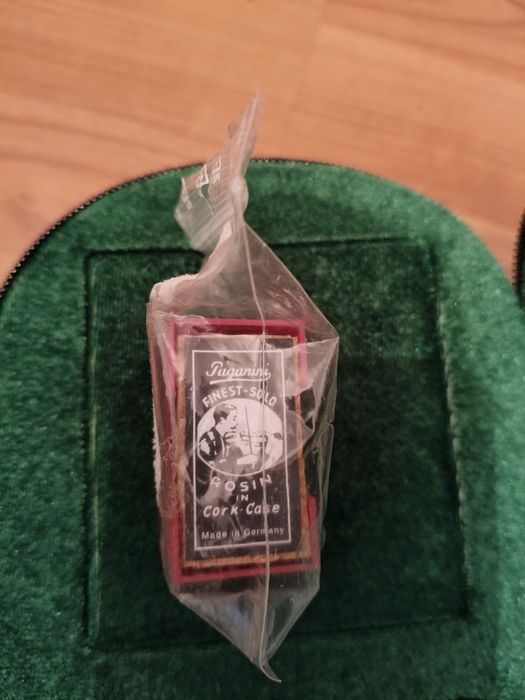 Paganini
FINEST-SOLO
ROSIN
IN
Cork-Case
Made in Germany